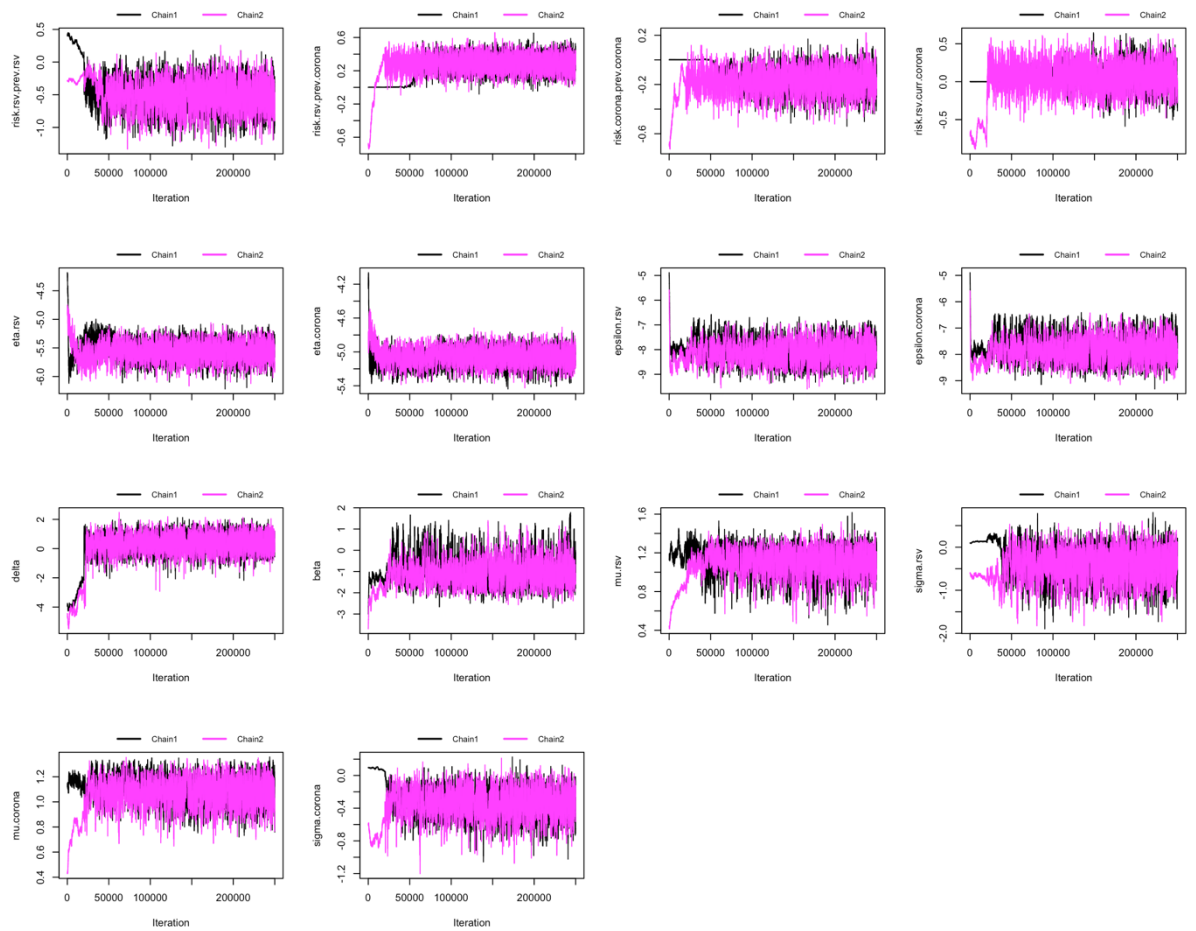 Chain1 Chain2 Chain1 Chain2 Chain1 Chain2 Chain1 Chain2
risk.rsv.prev.rsv
0.5
0.0
-0.5
-1.0
risk.rsv.prev.corona
0.6
0.2
-0.2
-0.6
risk.corona.prev.corona
0.2
-0.2
-0.6
risk.rsv.curr.corona
0.5
0.0
-0.5
0 50000 100000 200000 0 50000 100000 200000 0 50000 100000 200000 0 50000 100000 200000
Iteration Iteration Iteration Iteration
Chain1 Chain2 Chain1 Chain2 Chain1 Chain2 Chain1 Chain2
eta.rsv
-4.5
-5.0
-5.5
-6.0
eta.corona
-4.2
-4.6
-5.0
-5.4
epsilon.rsv
-5
-6
-7
-8
-9
epsilon.corona
-5
-6
-7
-8
-9
0 50000 100000 200000 0 50000 100000 200000 0 50000 100000 200000 0 50000 100000 200000
Iteration Iteration Iteration Iteration
Chain1 Chain2 Chain1 Chain2 Chain1 Chain2 Chain1 Chain2
delta
2
0
-2
-4
beta
2
1
0
-1
-2
-3
mu.rsv
1.6
1.2
0.8
0.4
sigma.rsv
0.0
-1.0
-2.0
0 50000 100000 200000 0 50000 100000 200000 0 50000 100000 200000 0 50000 100000 200000
Iteration Iteration Iteration Iteration
Chain1 Chain2 Chain1 Chain2
mu.corona
1.2
1.0
0.8
0.6
0.4
sigma.corona
0.0
-0.4
-0.8
-1.2
0 50000 100000 200000 0 50000 100000 200000
Iteration Iteration